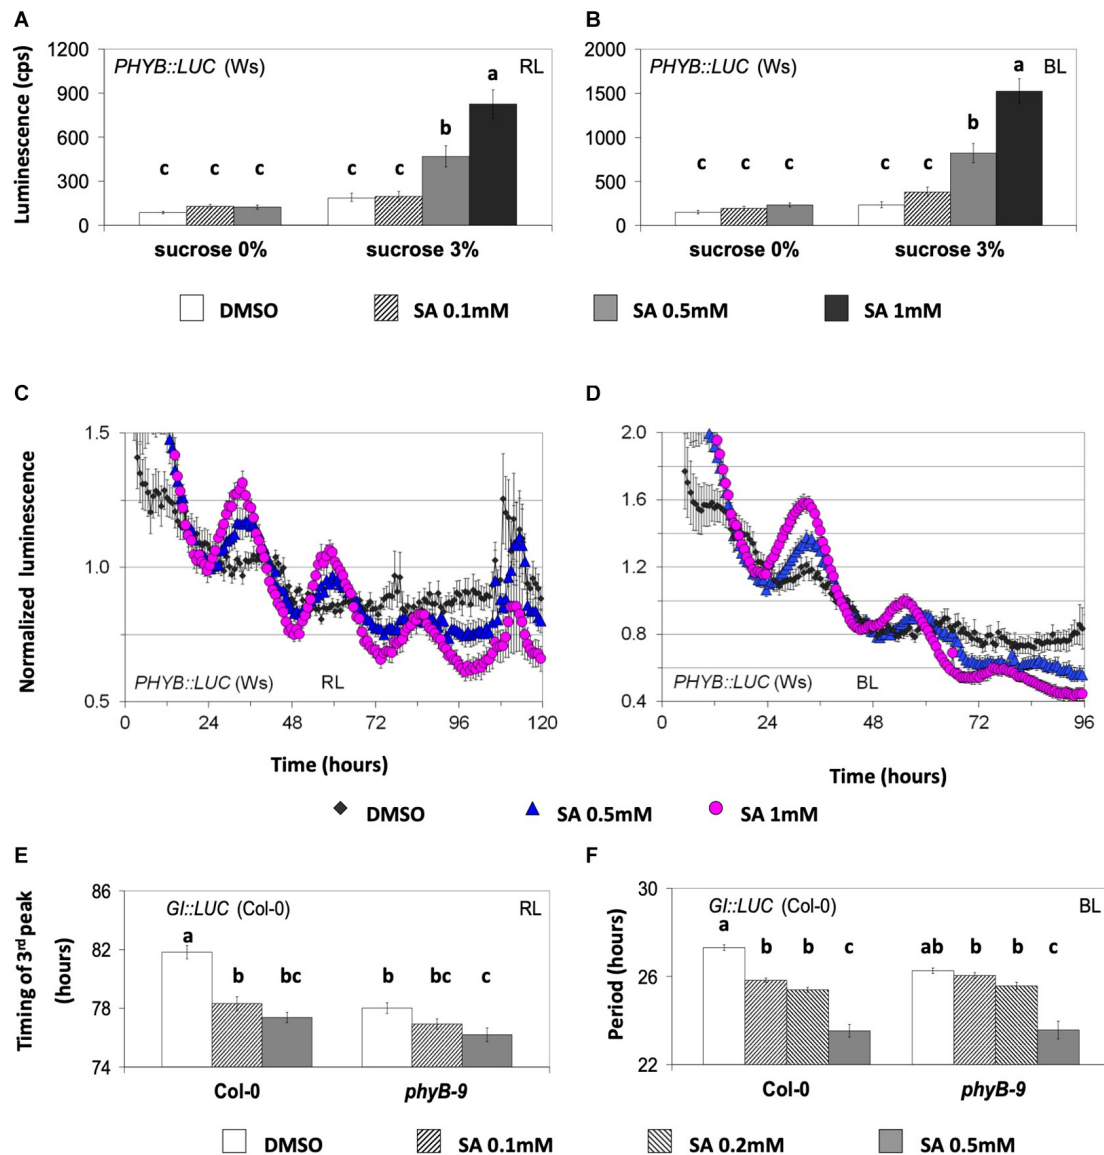 A
B
Luminescence (cps)
1200
900
600
300
0
PHYB::LUC (Ws)
RL
c c c c c b a
sucrose 0% sucrose 3%
2000
1500
1000
500
0
PHYB::LUC (Ws)
BL
c c c c c b a
sucrose 0% sucrose 3%
DMSO SA 0.1mM SA 0.5mM SA 1mM
C
D
Normalized luminescence
1.5
1.0
0.5
PHYB::LUC (Ws) RL
0 24 48 72 96 120
Time (hours)
2.0
1.6
1.2
0.8
0.4
PHYB::LUC (Ws) BL
0 24 48 72 96
Time (hours)
DMSO SA 0.5mM SA 1mM
E
F
Timing of 3rd peak
(hours)
86
82
78
74
GI::LUC (Col-0)
RL
a b bc b bc c
Col-0 phyB-9
Period (hours)
30
26
22
GI::LUC (Col-0)
BL
a b b c ab b b c
Col-0 phyB-9
DMSO SA 0.1mM SA 0.2mM SA 0.5mM